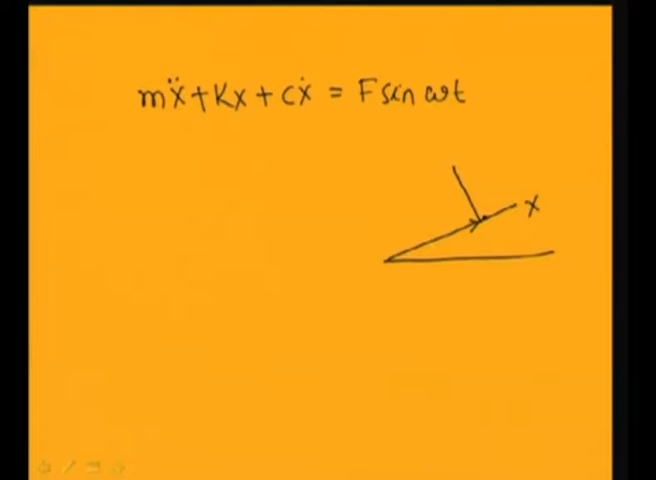 mẍ + Kx + cẋ = F sin ωt
x